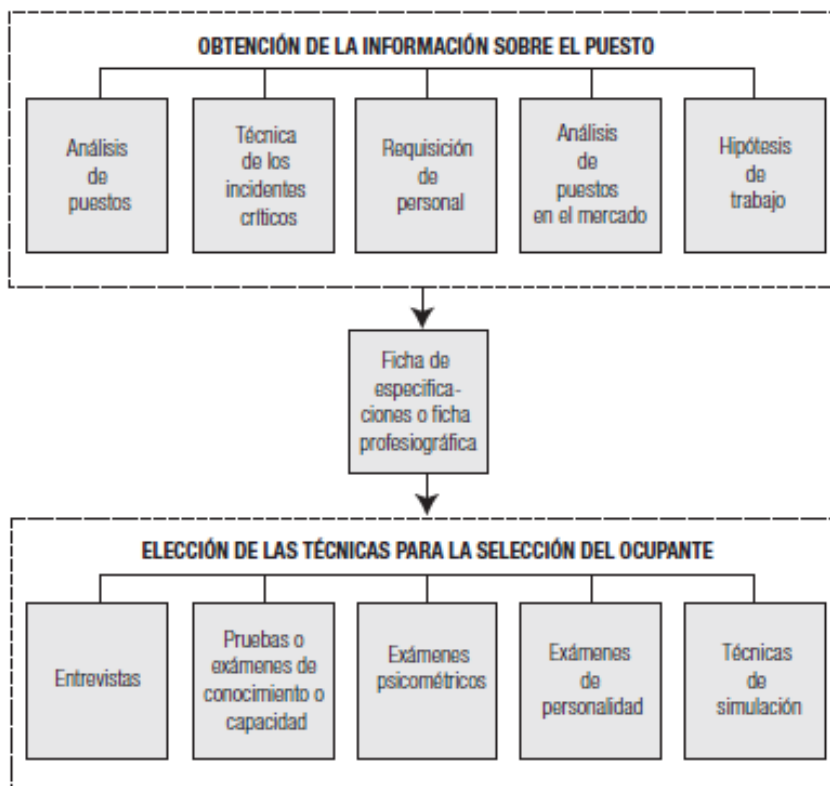 OBTENCIÓN DE LA INFORMACIÓN SOBRE EL PUESTO
Análisis
de
puestos
Técnica
de los
incidentes
críticos
Requisición
de
personal
Análisis
de
puestos
en el mercado
Hipótesis
de
trabajo
Ficha de
especifica-
ciones o ficha
profesiográfica
ELECCIÓN DE LAS TÉCNICAS PARA LA SELECCIÓN DEL OCUPANTE
Entrevistas
Pruebas o
exámenes de
conocimiento o
capacidad
Exámenes
psicométricos
Exámenes
de
personalidad
Técnicas
de
simulación